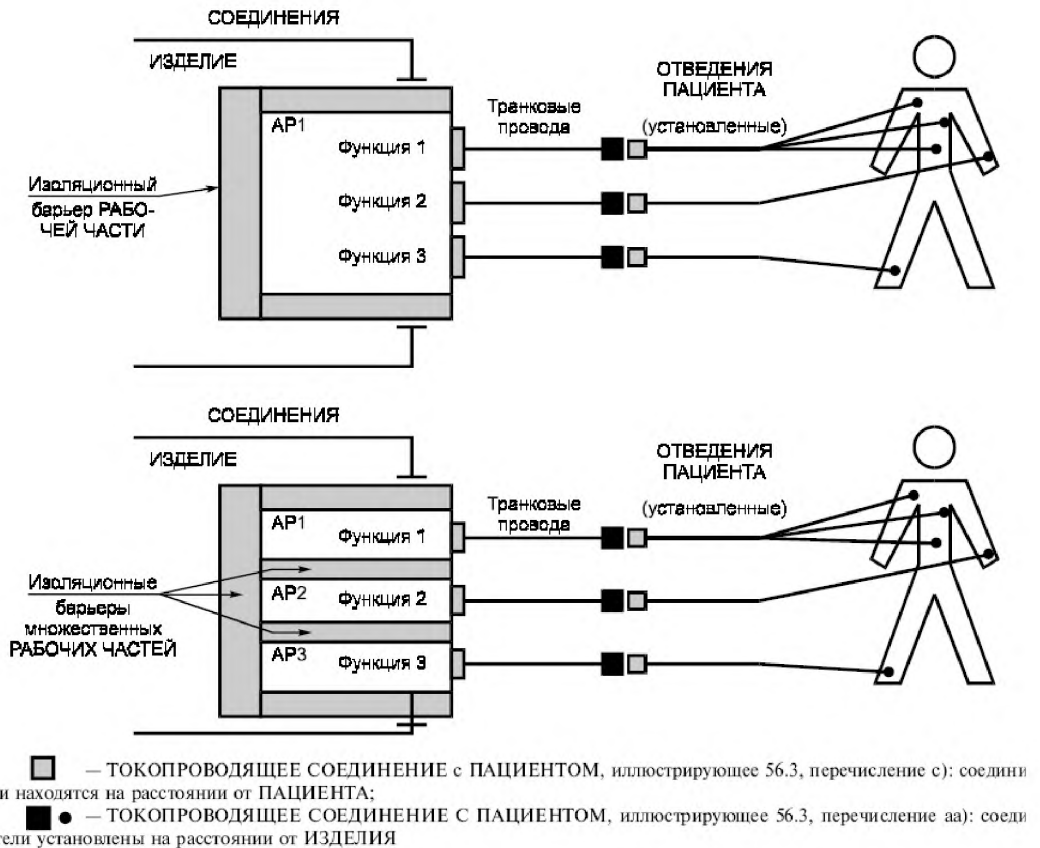 СОЕДИНЕНИЯ
ИЗДЕЛИЕ
AP1
Функция 1
Функция 2
Функция 3
Изоляционный
барьер РАБО-
ЧЕЙ ЧАСТИ
Транковые
провода
ОТВЕДЕНИЯ
ПАЦИЕНТА
(установленные)
СОЕДИНЕНИЯ
ИЗДЕЛИЕ
AP1
Функция 1
AP2
Функция 2
AP3
Функция 3
Изоляционные
барьеры
множественных
РАБОЧИХ ЧАСТЕЙ
Транковые
провода
ОТВЕДЕНИЯ
ПАЦИЕНТА
(установленные)
— ТОКОПРОВОДЯЩЕЕ СОЕДИНЕНИЕ с ПАЦИЕНТОМ, иллюстрирующее 56.3, перечисление с): соедини
и находятся на расстоянии от ПАЦИЕНТА;
— ТОКОПРОВОДЯЩЕЕ СОЕДИНЕНИЕ С ПАЦИЕНТОМ, иллюстрирующее 56.3, перечисление аа): соеди
тели установлены на расстоянии от ИЗДЕЛИЯ